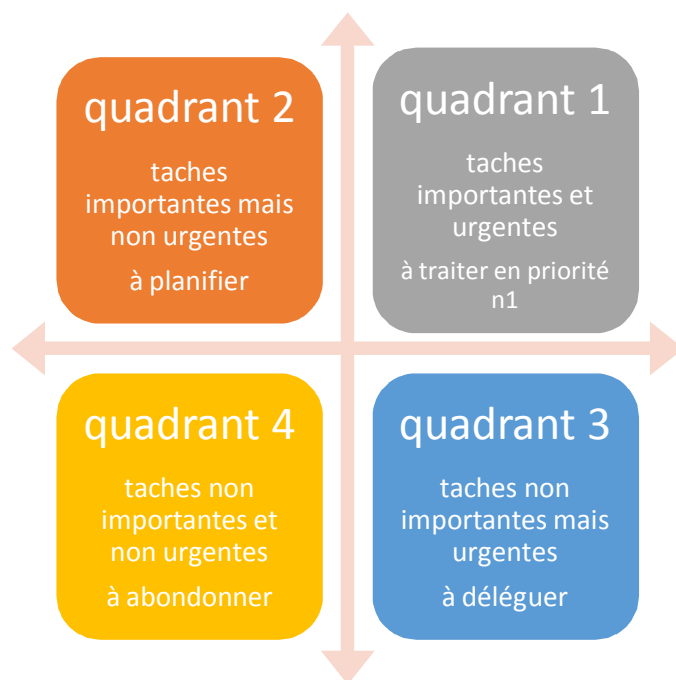 quadrant 2
taches
importantes mais
non urgentes
à planifier
quadrant 1
taches
importantes et
urgentes
à traiter en priorité
n1
quadrant 4
taches non
importantes et
non urgentes
à abondonner
quadrant 3
taches non
importantes mais
urgentes
à déléguer